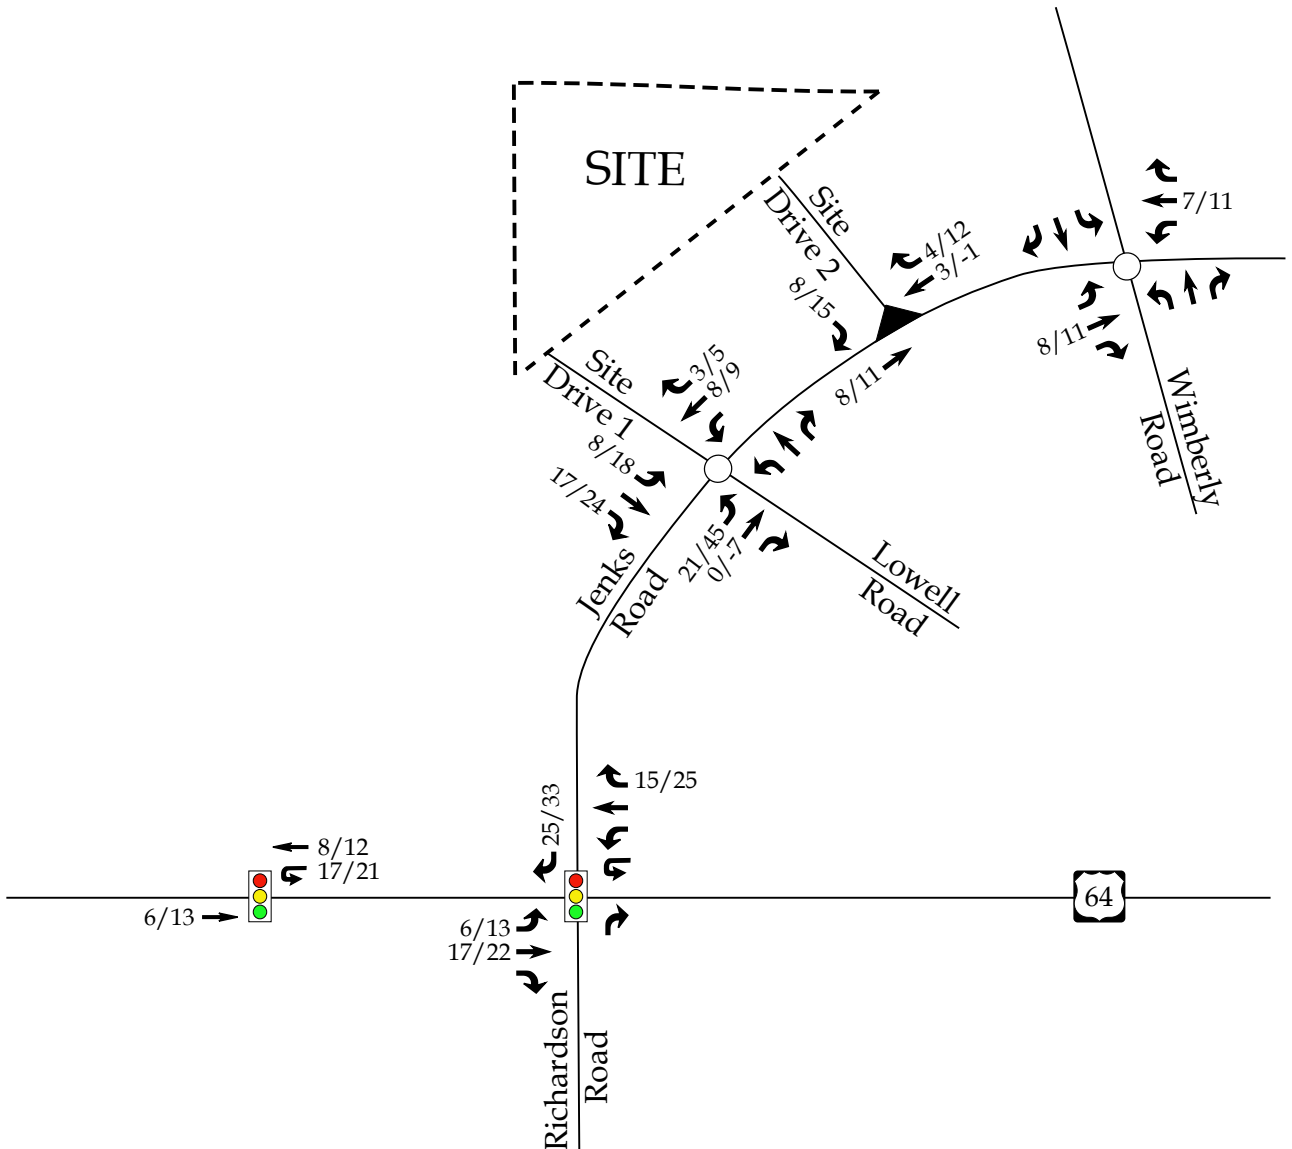 SITE
Site
Drive 2
4/12
3/-1
7/11
8/15
8/11
8/11
3/5
8/9
Site
Drive 1
8/18
17/24
21/45
0/-7
Wimberly
Road
Lowell
Road
Jenks
Road
15/25
25/33
8/12
17/21
6/13
6/13
17/22
64
Richardson
Road